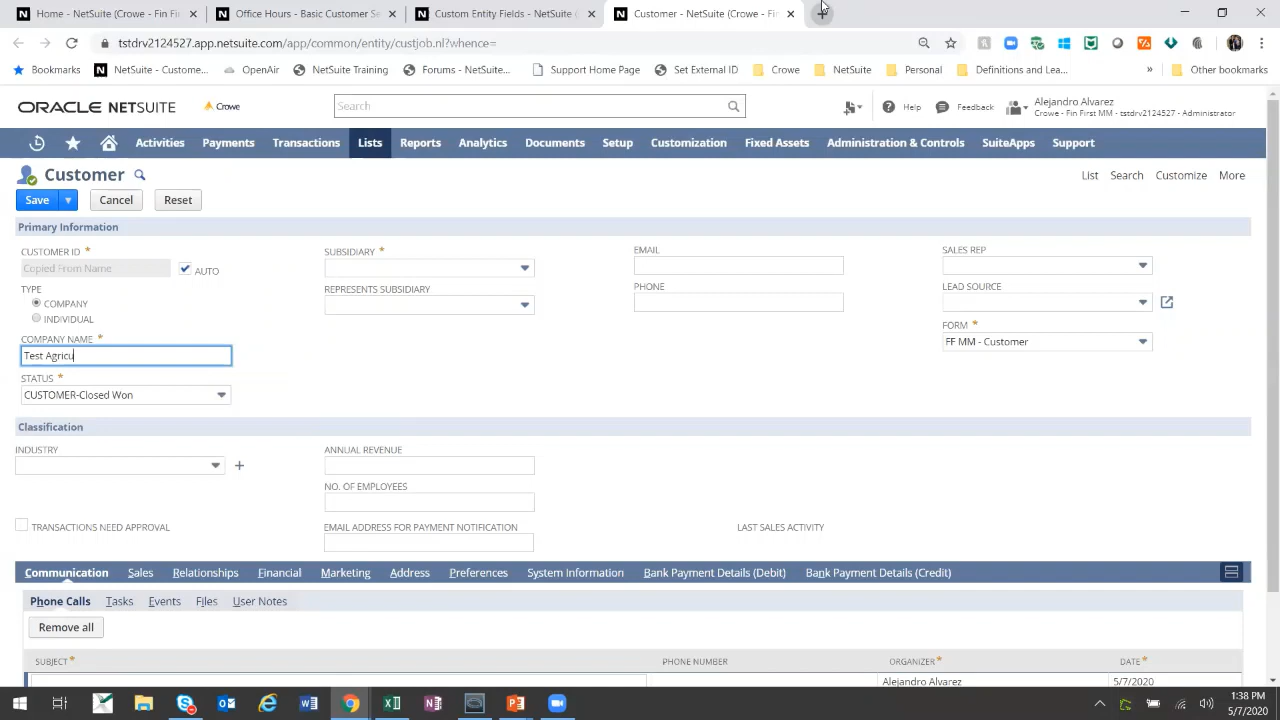 Home - NetSuite (Crowe - Fin Fi
Office Hours - Basic Customer Se
Custom Entity Fields - NetSuite (
Customer - NetSuite (Crowe - Fin
tstdrv2124527.app.netsuite.com/app/common/entity/custjob.nl?whence=
Bookmarks NetSuite - Custome... OpenAir NetSuite Training Forums - NetSuite... Support Home Page Set External ID Crowe NetSuite Personal Definitions and Lea... » Other bookmarks
ORACLE NETSUITE Crowe Search Help Feedback Alejandro Alvarez
Crowe - Fin First MM - tstdrv2124527 - Administrator
Activities Payments Transactions Lists Reports Analytics Documents Setup Customization Fixed Assets Administration & Controls SuiteApps Support
Customer List Search Customize More
Save Cancel Reset
Primary Information
CUSTOMER ID * SUBSIDIARY * EMAIL SALES REP
Copied From Name AUTO
TYPE REPRESENTS SUBSIDIARY PHONE LEAD SOURCE
COMPANY
INDIVIDUAL
FORM *
COMPANY NAME * FF MM - Customer
Test Agricu
STATUS *
CUSTOMER-Closed Won
Classification
INDUSTRY ANNUAL REVENUE
NO. OF EMPLOYEES
TRANSACTIONS NEED APPROVAL EMAIL ADDRESS FOR PAYMENT NOTIFICATION LAST SALES ACTIVITY
Communication Sales Relationships Financial Marketing Address Preferences System Information Bank Payment Details (Debit) Bank Payment Details (Credit)
Phone Calls Tasks Events Files User Notes
Remove all
SUBJECT * PHONE NUMBER ORGANIZER * DATE *
Alejandro Alvarez 5/7/2020
1:38 PM
5/7/2020